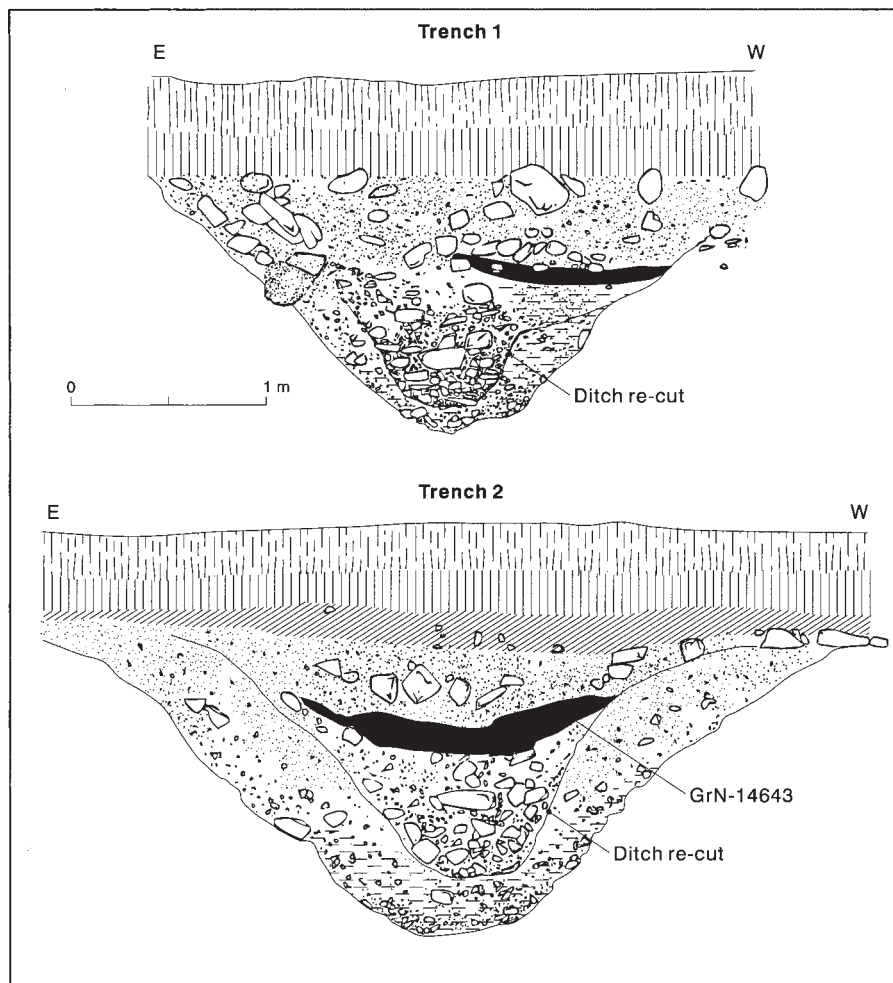 Trench 1
E W
0 1 m
Ditch re-cut
Trench 2
E W
GrN-14643
Ditch re-cut